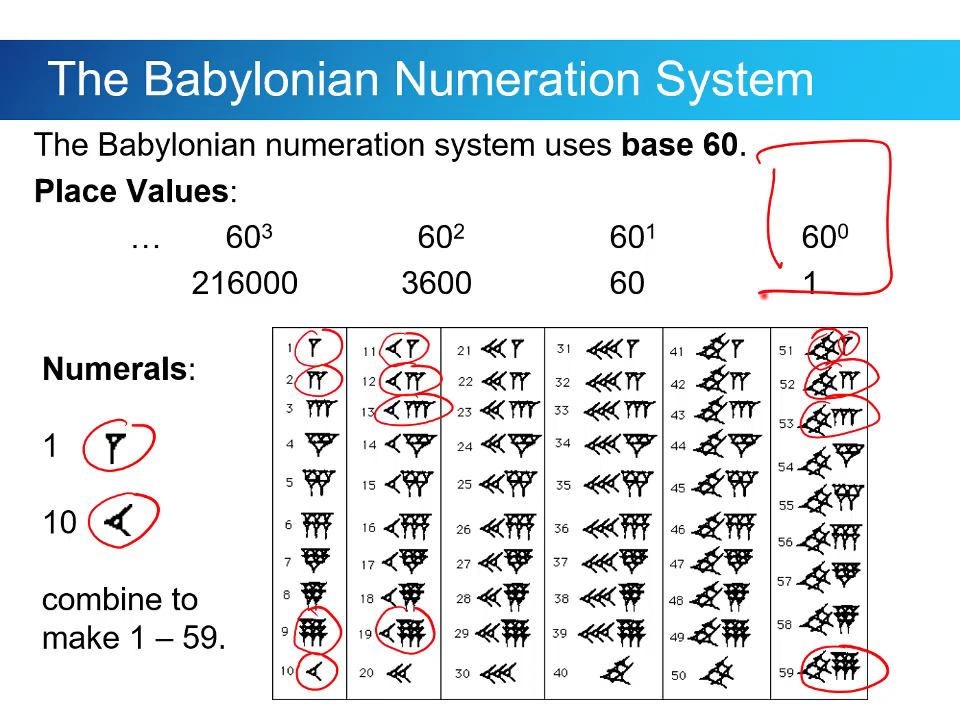 The Babylonian Numeration System
The Babylonian numeration system uses base 60.
Place Values:
… 60³ 60² 60¹ 60⁰
216000 3600 60 1
Numerals:
1 𒁹
10 𒌋
combine to
make 1 – 59.
1 11 21 31 41 51
2 12 22 32 42 52
3 13 23 33 43 53
4 14 24 34 44 54
5 15 25 35 45 55
6 16 26 36 46 56
7 17 27 37 47 57
8 18 28 38 48 58
9 19 29 39 49 59
10 20 30 40 50